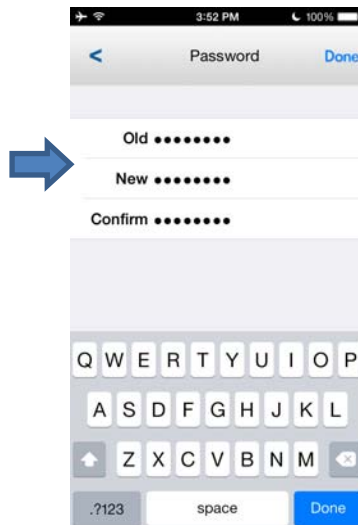 3:52 PM 100%
< Password Done
Old ••••••••
New ••••••••
Confirm ••••••••
Q W E R T Y U I O P
A S D F G H J K L
Z X C V B N M
.?123 space Done